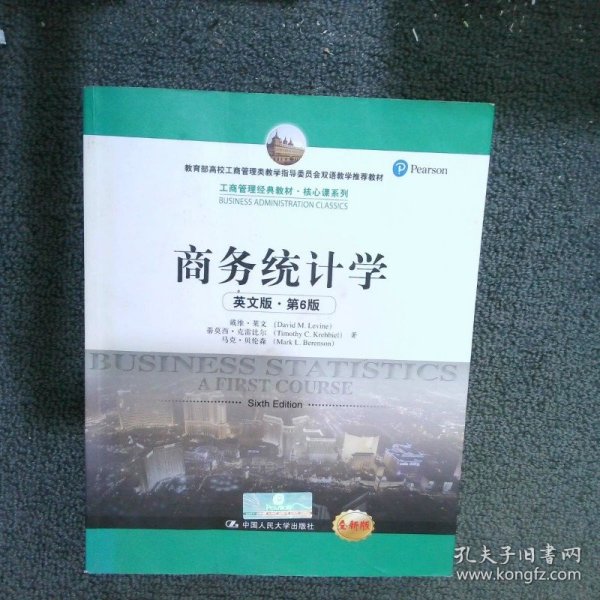 教育部高校工商管理类教学指导委员会双语教学推荐教材
Pearson
工商管理经典教材·核心课系列
BUSINESS ADMINISTRATION CLASSICS
商务统计学
英文版·第6版
戴维·莱文 (David M. Levine)
蒂莫西·克雷比尔 (Timothy C. Krehbiel) 著
马克·贝伦森 (Mark L. Berenson)
BUSINESS STATISTICS
A FIRST COURSE
Sixth Edition
Pearson
中国人民大学出版社
全新版
孔夫子旧书网
www.kongfz.com